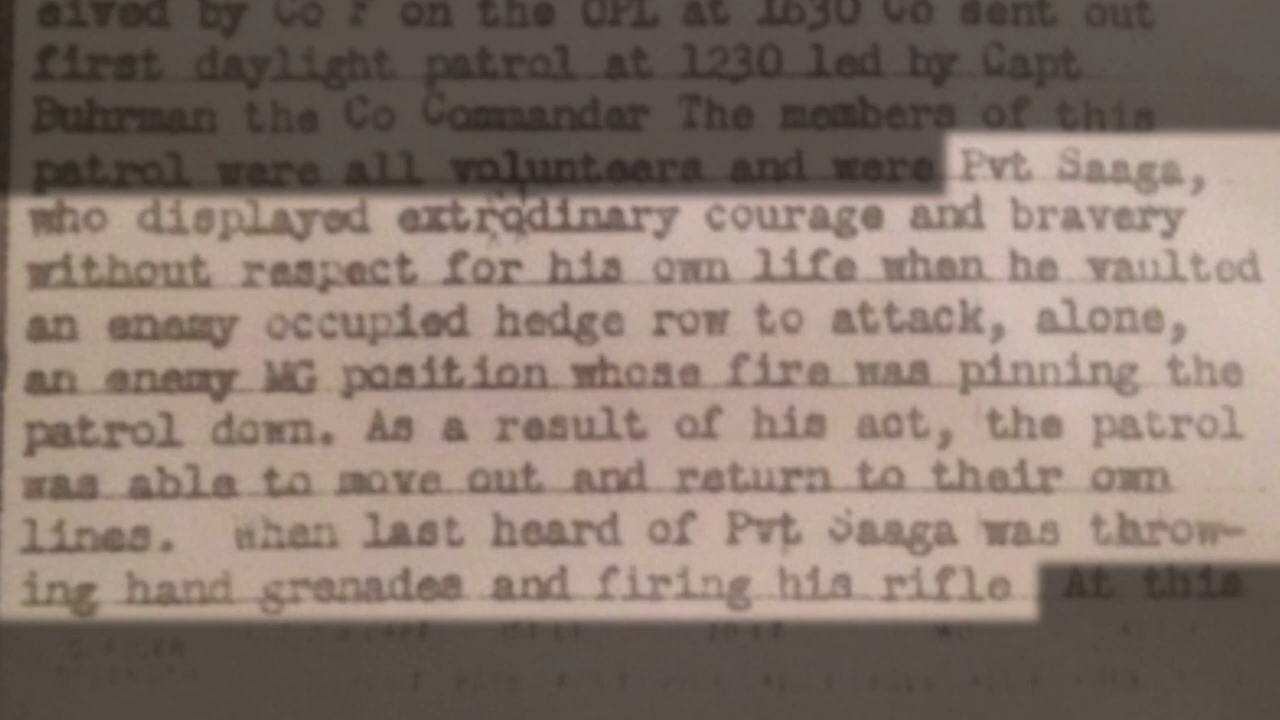 eived by Co F on the OPL at 1630 Co sent out
first daylight patrol at 1230 led by Capt
Buhrman the Co Commander The members of this
patrol were all volunteers and were Pvt Saaga,
who displayed extrodinary courage and bravery
without respect for his own life when he vaulted
an enemy occupied hedge row to attack, alone,
an enemy MG position whose fire was pinning the
patrol down. As a result of his act, the patrol
was able to move out and return to their own
lines. When last heard of Pvt Saaga was throw-
ing hand grenades and firing his rifle At this